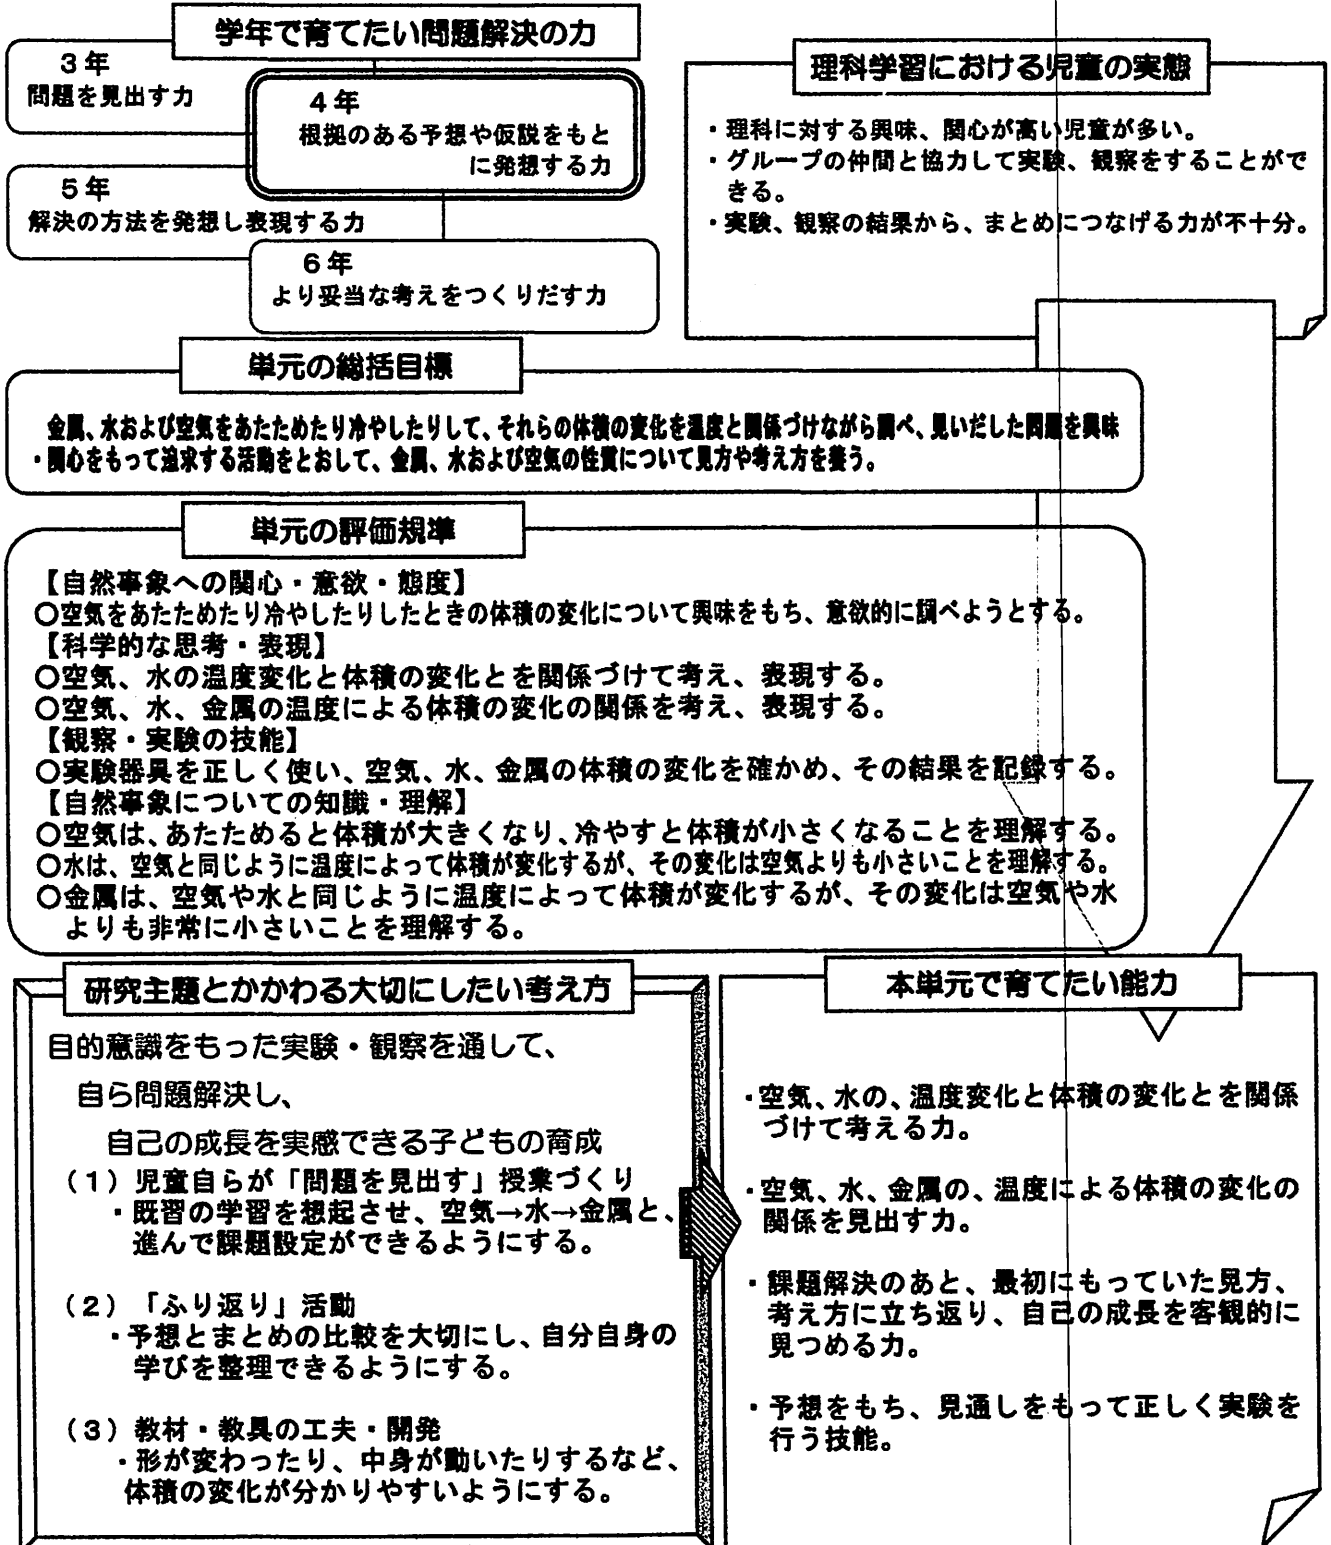 学年で育てたい問題解決の力
3年
問題を見出す力
4年
根拠のある予想や仮説をもと
に発想する力
5年
解決の方法を発想し表現する力
6年
より妥当な考えをつくりだす力
理科学習における児童の実態
・理科に対する興味、関心が高い児童が多い。
・グループの仲間と協力して実験、観察をすることがで
きる。
・実験、観察の結果から、まとめにつなげる力が不十分。
単元の総括目標
金属、水および空気をあたためたり冷やしたりして、それらの体積の変化を温度と関係づけながら調べ、見いだした問題を興味
・関心をもって追求する活動をとおして、金属、水および空気の性質について見方や考え方を養う。
単元の評価規準
【自然事象への関心・意欲・態度】
○空気をあたためたり冷やしたりしたときの体積の変化について興味をもち、意欲的に調べようとする。
【科学的な思考・表現】
○空気、水の温度変化と体積の変化とを関係づけて考え、表現する。
○空気、水、金属の温度による体積の変化の関係を考え、表現する。
【観察・実験の技能】
○実験器具を正しく使い、空気、水、金属の体積の変化を確かめ、その結果を記録する。
【自然事象についての知識・理解】
○空気は、あたためると体積が大きくなり、冷やすと体積が小さくなることを理解する。
○水は、空気と同じように温度によって体積が変化するが、その変化は空気よりも小さいことを理解する。
○金属は、空気や水と同じように温度によって体積が変化するが、その変化は空気や水
よりも非常に小さいことを理解する。
研究主題とかかわる大切にしたい考え方
目的意識をもった実験・観察を通して、
自ら問題解決し、
自己の成長を実感できる子どもの育成
(1)児童自らが「問題を見出す」授業づくり
・既習の学習を想起させ、空気→水→金属と、
進んで課題設定ができるようにする。
(2)「ふり返り」活動
・予想とまとめの比較を大切にし、自分自身の
学びを整理できるようにする。
(3)教材・教具の工夫・開発
・形が変わったり、中身が動いたりするなど、
体積の変化が分かりやすいようにする。
本単元で育てたい能力
・空気、水の、温度変化と体積の変化とを関係
づけて考える力。
・空気、水、金属の、温度による体積の変化の
関係を見出す力。
・課題解決のあと、最初にもっていた見方、
考え方に立ち返り、自己の成長を客観的に
見つめる力。
・予想をもち、見通しをもって正しく実験を
行う技能。